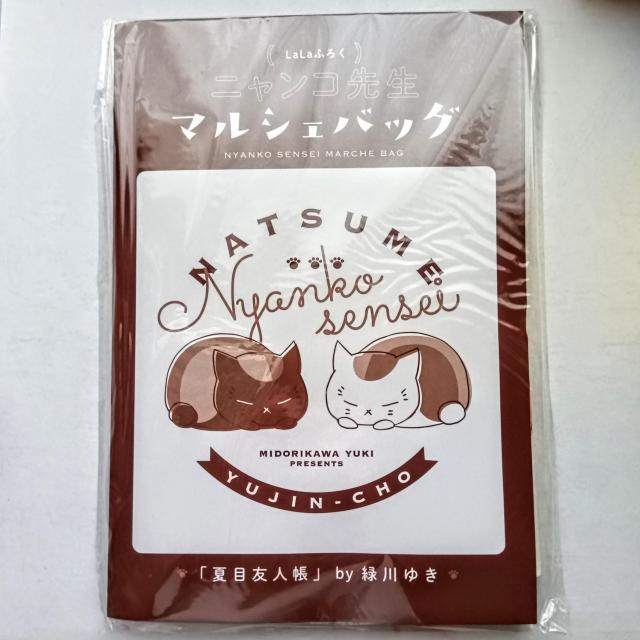 LaLaふろく
ニャンコ先生
マルシェバッグ
NYANKO SENSEI MARCHE BAG
NATSUME
Nyanko
sensei
MIDORIKAWA YUKI
PRESENTS
YUJIN-CHO
「夏目友人帳」by 緑川ゆき